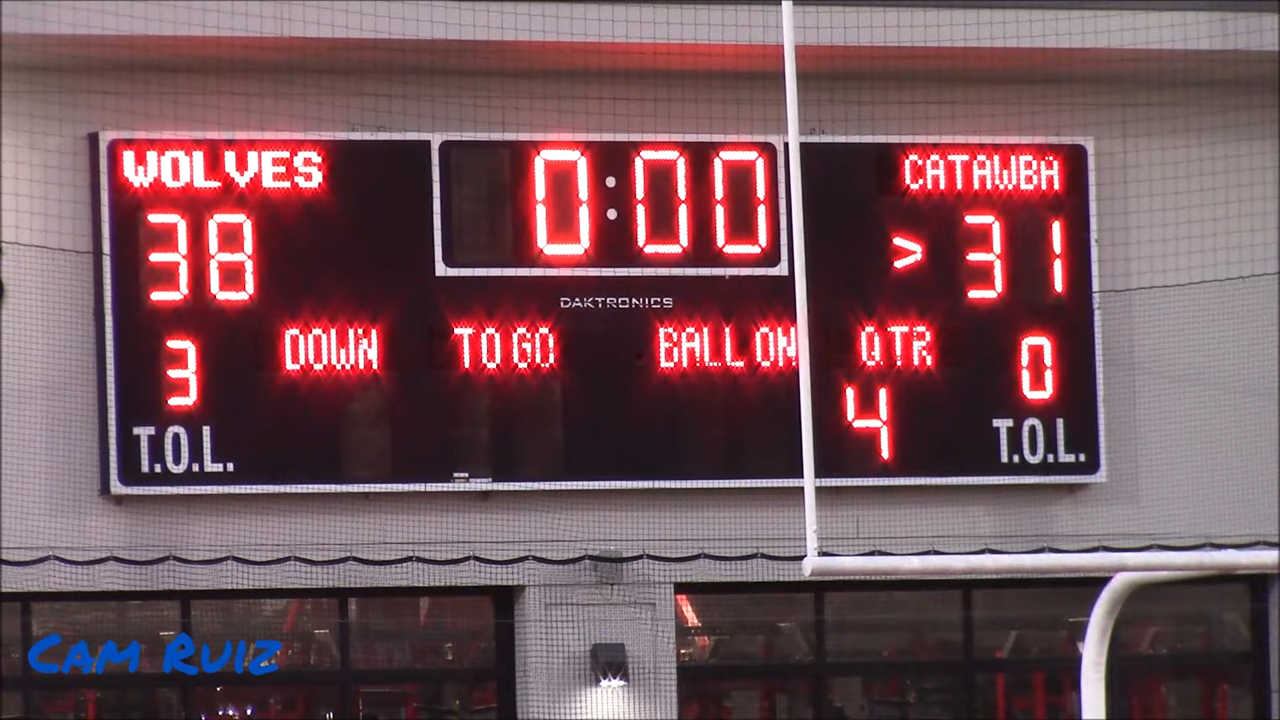 WOLVES 0:00 CATAWBA
38 > 31
DAKTRONICS
DOWN TO GO BALL ON QTR
3 4 0
T.O.L. T.O.L.
Cam Ruiz